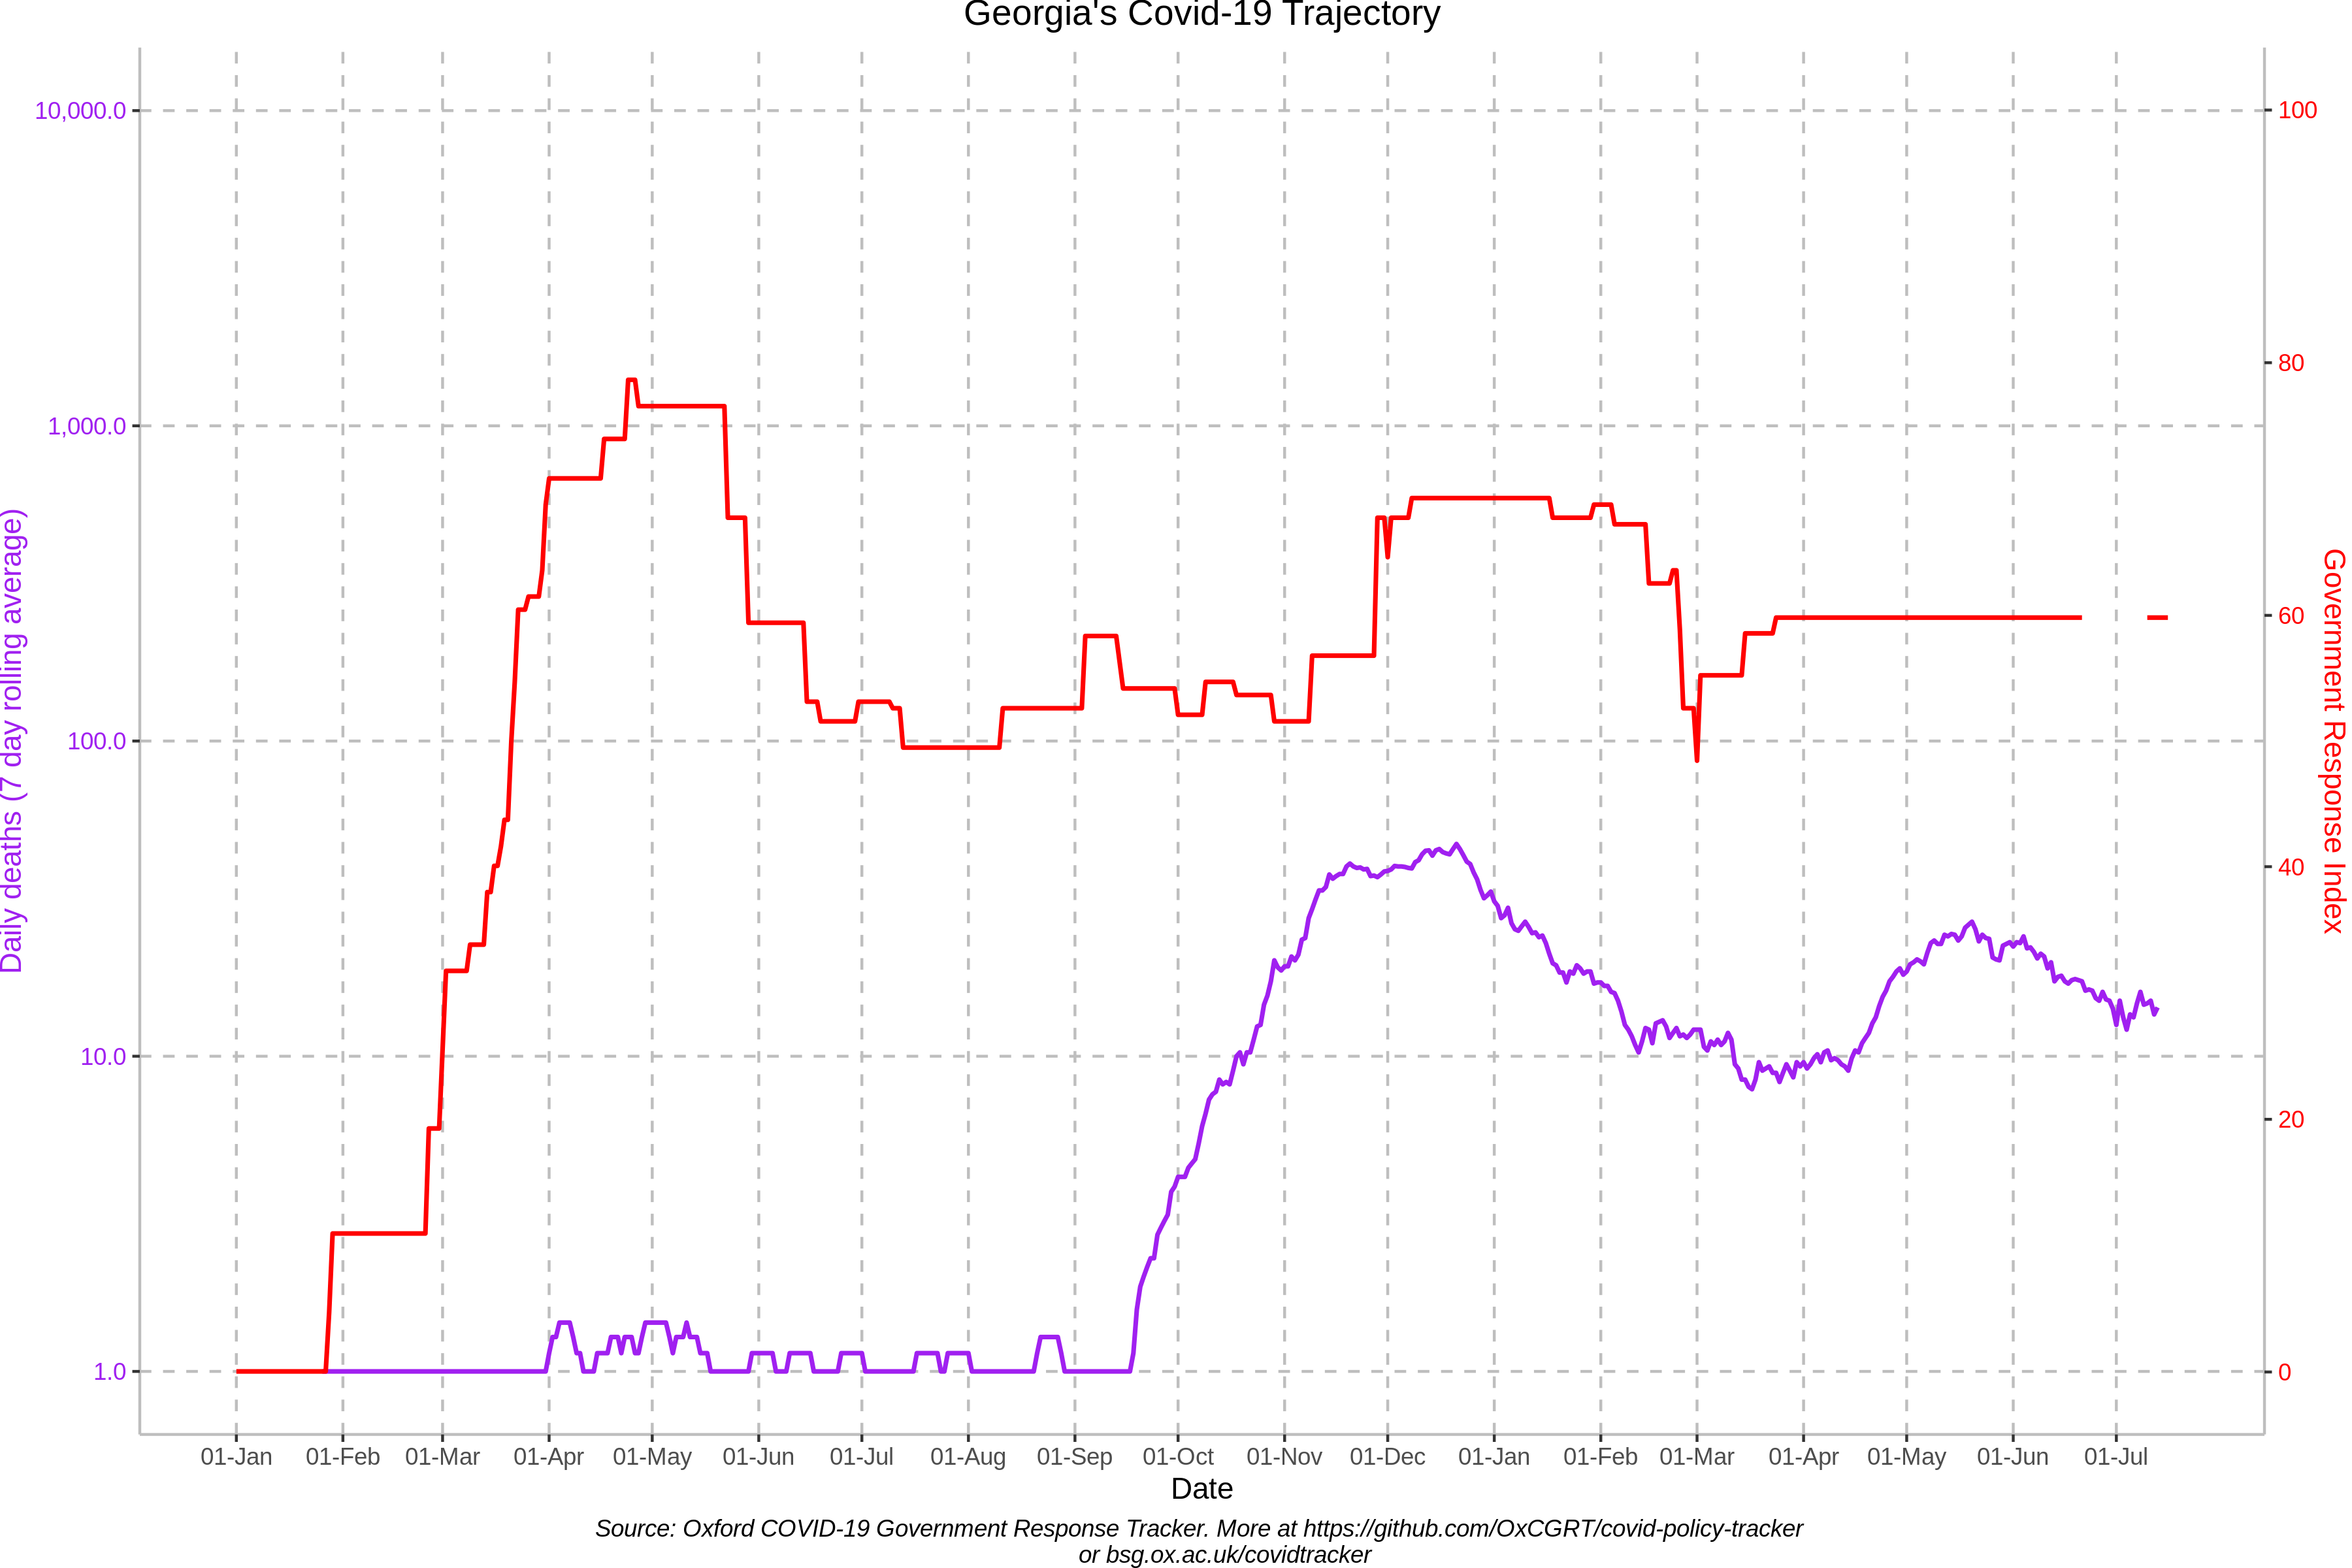 Georgia's Covid-19 Trajectory
10,000.0
1,000.0
100.0
10.0
1.0
Daily deaths (7 day rolling average)
100
80
60
40
20
0
Government Response Index
01-Jan 01-Feb 01-Mar 01-Apr 01-May 01-Jun 01-Jul 01-Aug 01-Sep 01-Oct 01-Nov 01-Dec 01-Jan 01-Feb 01-Mar 01-Apr 01-May 01-Jun 01-Jul
Date
Source: Oxford COVID-19 Government Response Tracker. More at https://github.com/OxCGRT/covid-policy-tracker
or bsg.ox.ac.uk/covidtracker